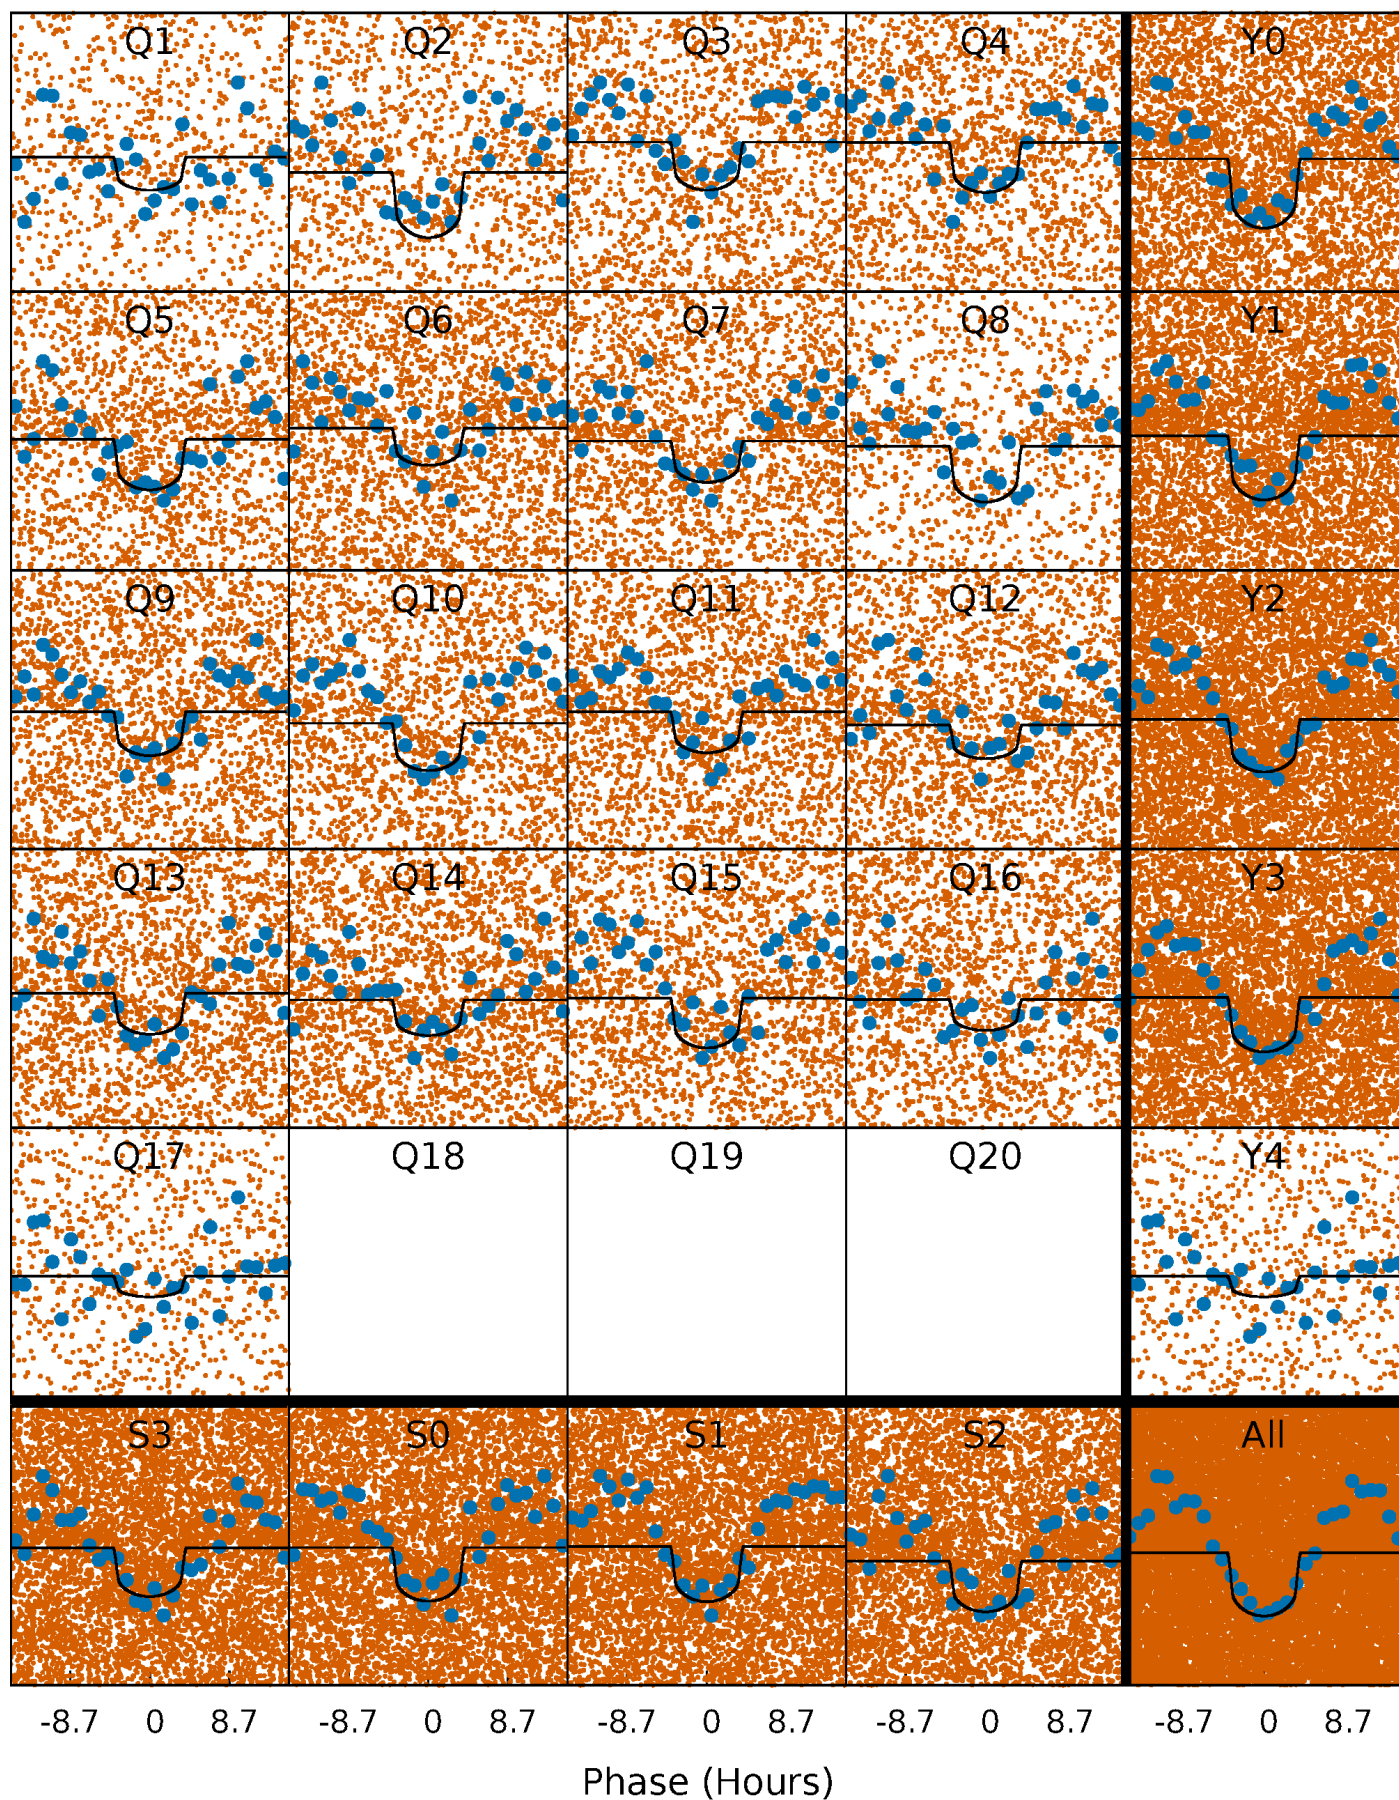 Q1 Q2 Q3 Q4 Y0
Q5 Q6 Q7 Q8 Y1
Q9 Q10 Q11 Q12 Y2
Q13 Q14 Q15 Q16 Y3
Q17 Q18 Q19 Q20 Y4
S3 S0 S1 S2 All
-8.7 0 8.7 -8.7 0 8.7 -8.7 0 8.7 -8.7 0 8.7 -8.7 0 8.7
Phase (Hours)